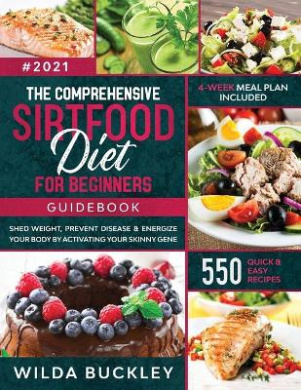 #2021
THE COMPREHENSIVE
SIRTFOOD
Diet
FOR BEGINNERS
GUIDEBOOK
SHED WEIGHT, PREVENT DISEASE & ENERGIZE
YOUR BODY BY ACTIVATING YOUR SKINNY GENE
4-WEEK MEAL PLAN
INCLUDED
550
QUICK &
EASY
RECIPES
WILDA BUCKLEY